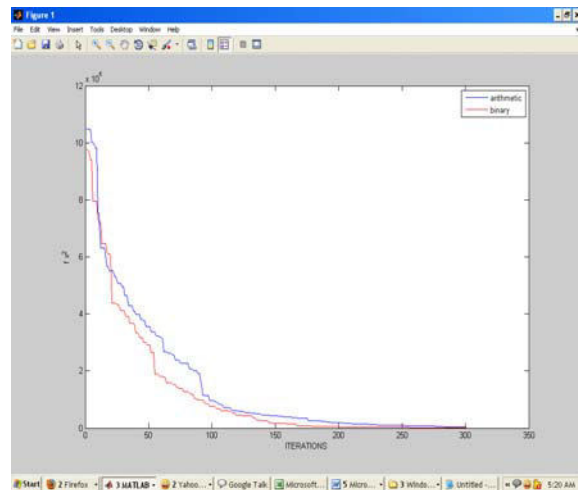 Figure 1
File Edit View Insert Tools Desktop Window Help
x 10
12
10
8
6
4
2
0
0 50 100 150 200 250 300 350
ITERATIONS
arithmetic
binary
Start 2 Firefox 3 MATLAB 2 Yahoo... Google Talk Microsoft... 5 Micro... 3 Windo... Untitled -... 5:20 AM